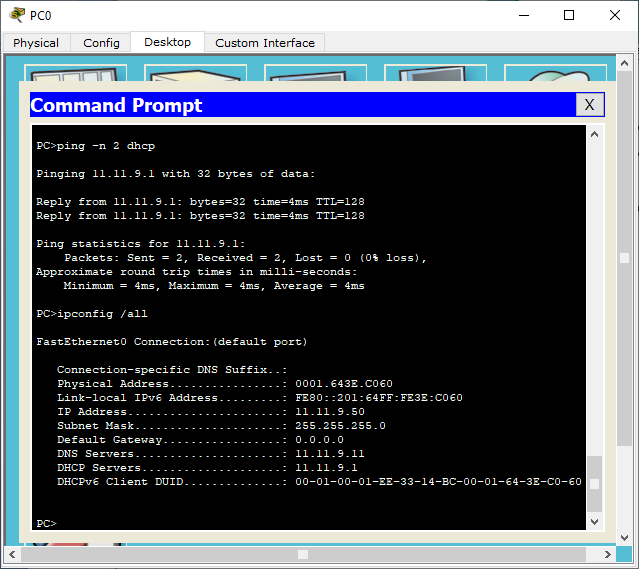 PC0
Physical Config Desktop Custom Interface
Command Prompt X
PC>ping -n 2 dhcp
Pinging 11.11.9.1 with 32 bytes of data:
Reply from 11.11.9.1: bytes=32 time=4ms TTL=128
Reply from 11.11.9.1: bytes=32 time=4ms TTL=128
Ping statistics for 11.11.9.1:
Packets: Sent = 2, Received = 2, Lost = 0 (0% loss),
Approximate round trip times in milli-seconds:
Minimum = 4ms, Maximum = 4ms, Average = 4ms
PC>ipconfig /all
FastEthernet0 Connection:(default port)
Connection-specific DNS Suffix..:
Physical Address................: 0001.643E.C060
Link-local IPv6 Address.........: FE80::201:64FF:FE3E:C060
IP Address......................: 11.11.9.50
Subnet Mask.....................: 255.255.255.0
Default Gateway.................: 0.0.0.0
DNS Servers.....................: 11.11.9.11
DHCP Servers....................: 11.11.9.1
DHCPv6 Client DUID..............: 00-01-00-01-EE-33-14-BC-00-01-64-3E-C0-60
PC>